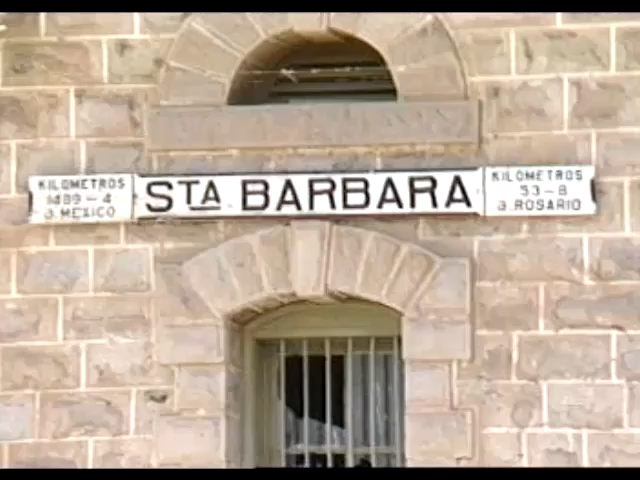 KILOMETROS
1489-4
a. MEXICO
STA BARBARA
KILOMETROS
53-8
a. ROSARIO